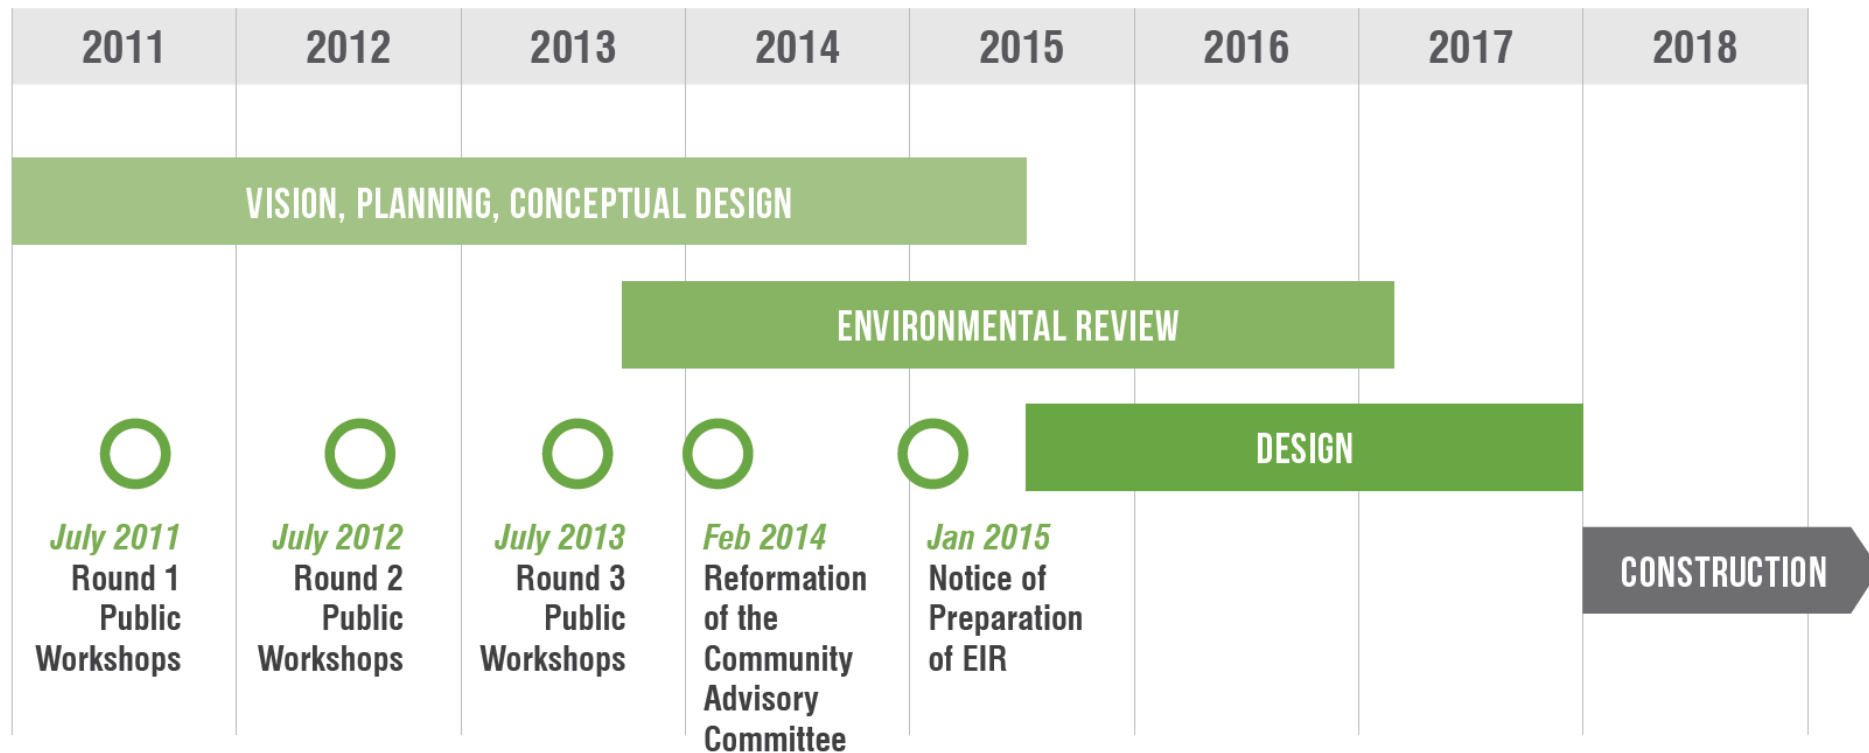 2011
2012
2013
2014
2015
2016
2017
2018
VISION, PLANNING, CONCEPTUAL DESIGN
ENVIRONMENTAL REVIEW
DESIGN
July 2011
Round 1
Public
Workshops
July 2012
Round 2
Public
Workshops
July 2013
Round 3
Public
Workshops
Feb 2014
Reformation
of the
Community
Advisory
Committee
Jan 2015
Notice of
Preparation
of EIR
CONSTRUCTION